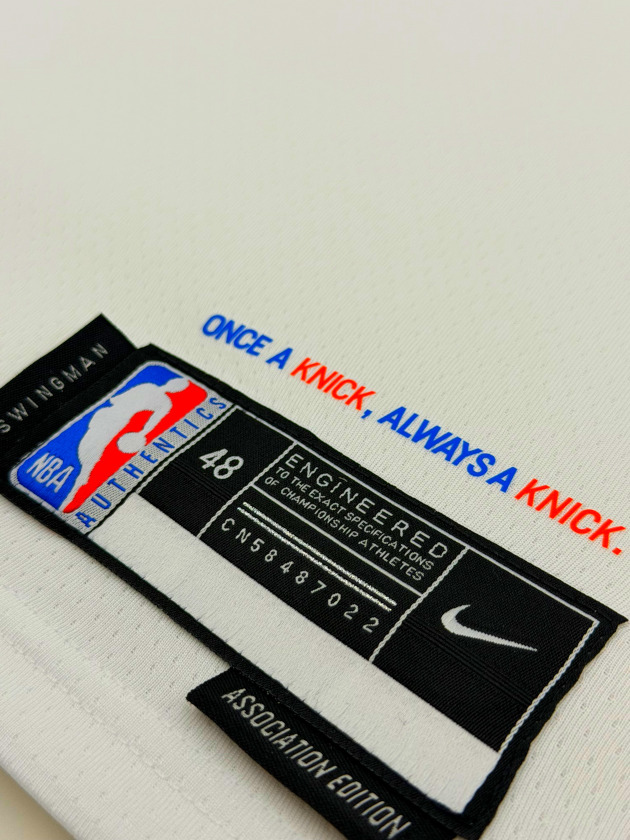 ONCE A KNICK, ALWAYS A KNICK.
SWINGMAN
NBA
AUTHENTICS
48
ENGINEERED
TO THE EXACT SPECIFICATIONS
OF CHAMPIONSHIP ATHLETES
CN58487022
ASSOCIATION EDITION